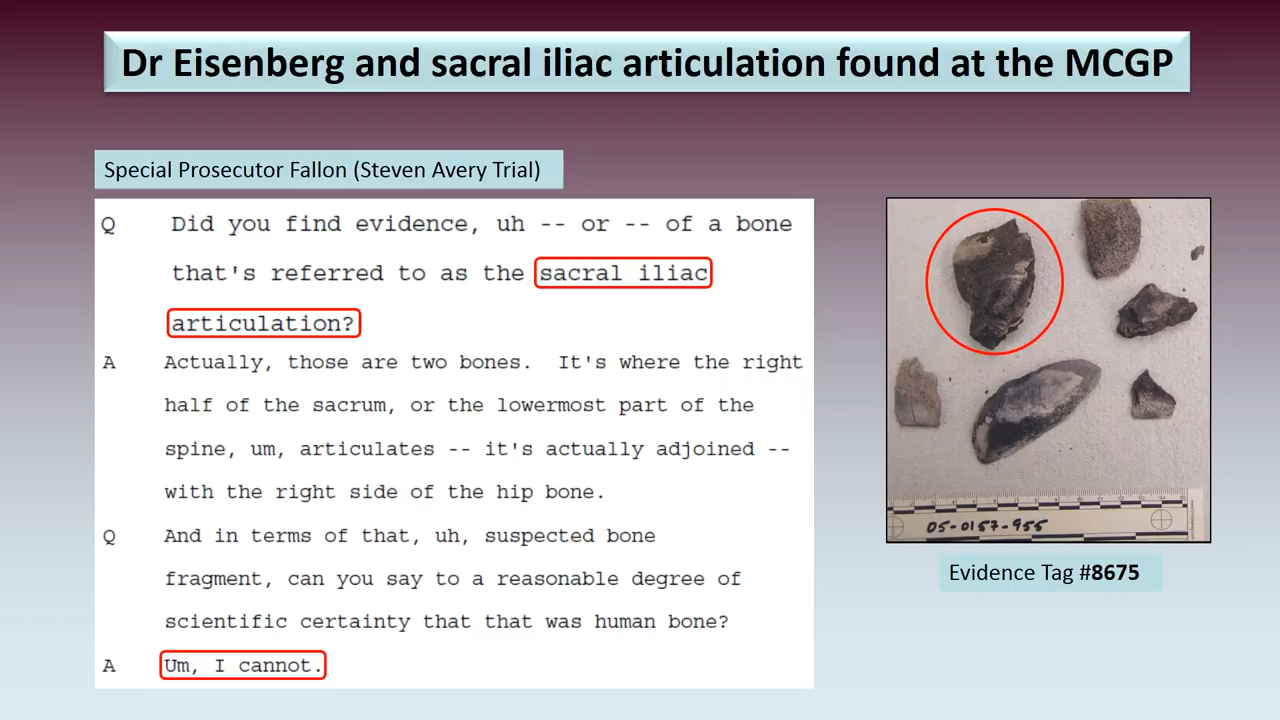 Dr Eisenberg and sacral iliac articulation found at the MCGP
Special Prosecutor Fallon (Steven Avery Trial)
Q Did you find evidence, uh -- or -- of a bone
that's referred to as the sacral iliac
articulation?
A Actually, those are two bones. It's where the right
half of the sacrum, or the lowermost part of the
spine, um, articulates -- it's actually adjoined --
with the right side of the hip bone.
Q And in terms of that, uh, suspected bone
fragment, can you say to a reasonable degree of
scientific certainty that that was human bone?
A Um, I cannot.
05-0157-955
Evidence Tag #8675